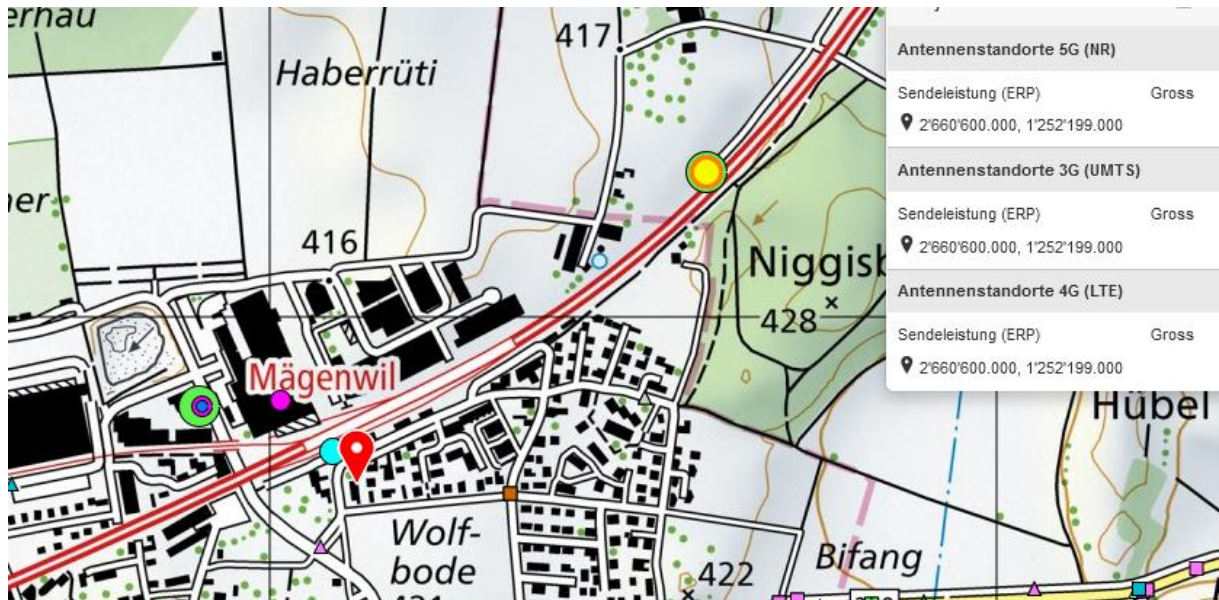 erhau
Haberrüti
417
ner
416
Niggisb
428
Mägenwil
Hübel
Wolf-
bode
Bifang
422
Antennenstandorte 5G (NR)
Sendeleistung (ERP) Gross
2'660'600.000, 1'252'199.000
Antennenstandorte 3G (UMTS)
Sendeleistung (ERP) Gross
2'660'600.000, 1'252'199.000
Antennenstandorte 4G (LTE)
Sendeleistung (ERP) Gross
2'660'600.000, 1'252'199.000